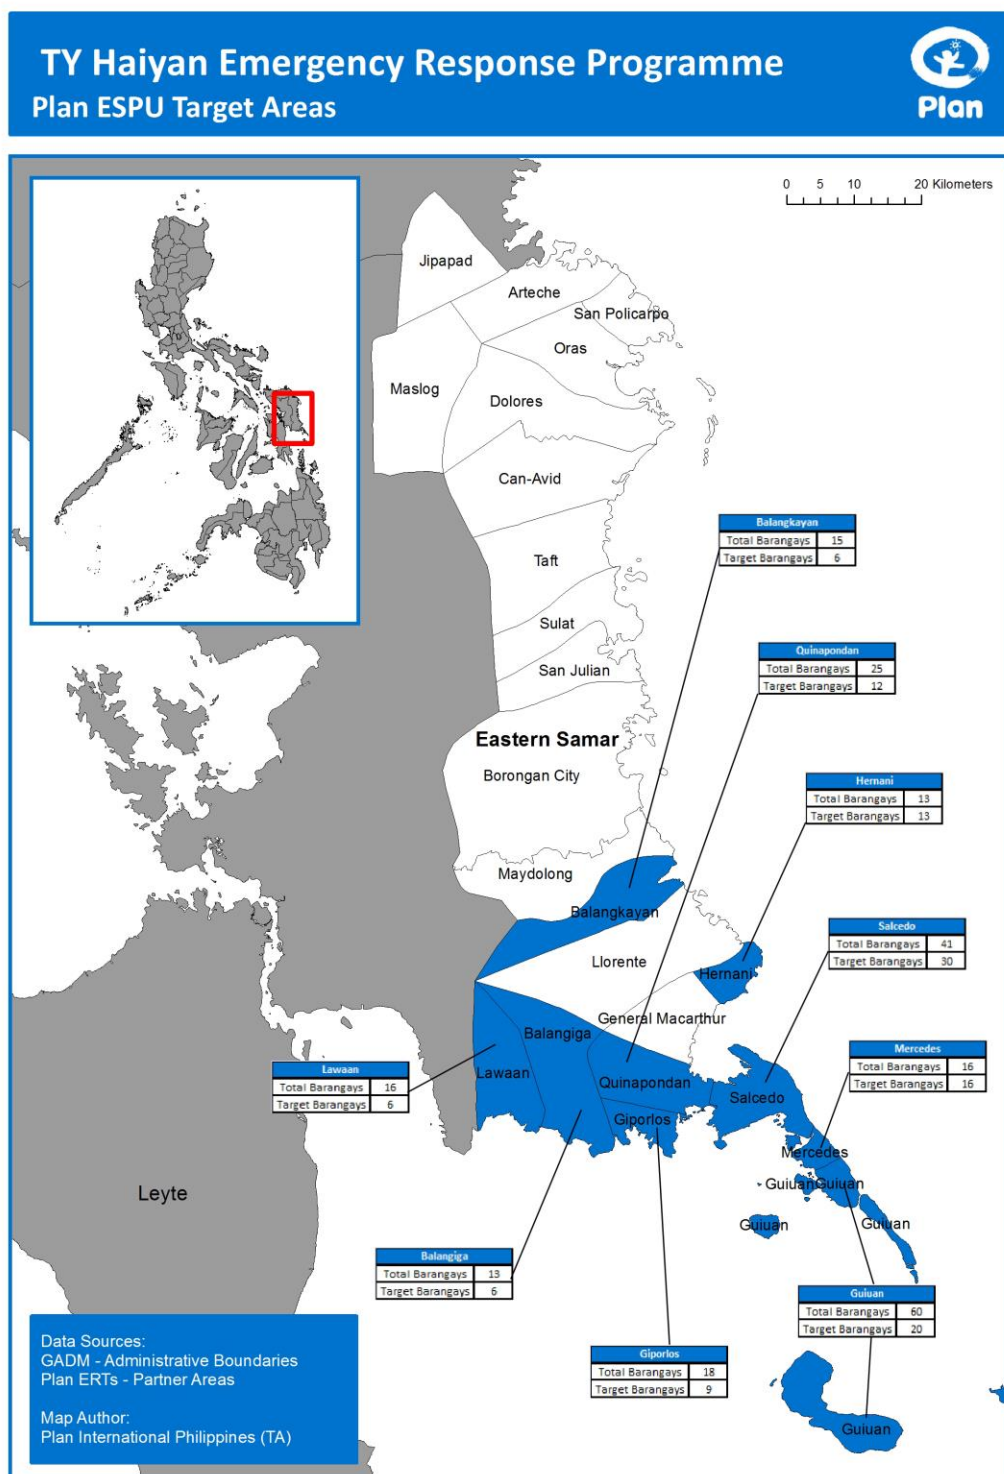 TY Haiyan Emergency Response Programme
Plan ESPU Target Areas
Plan
0 5 10 20 Kilometers
Jipapad
Arteche
San Policarpo
Oras
Maslog
Dolores
Can-Avid
Taft
Sulat
San Julian
Eastern Samar
Borongan City
Maydolong
Balangkayan
Llorente
Hernani
General Macarthur
Balangiga
Lawaan
Quinapondan
Giporlos
Salcedo
Mercedes
Guiuan
Guiuan
Guiuan
Guiuan
Guiuan
Leyte
Balangkayan
Total Barangays 15
Target Barangays 6
Quinapondan
Total Barangays 25
Target Barangays 12
Hernani
Total Barangays 13
Target Barangays 13
Salcedo
Total Barangays 41
Target Barangays 30
Mercedes
Total Barangays 16
Target Barangays 16
Lawaan
Total Barangays 16
Target Barangays 6
Balangiga
Total Barangays 13
Target Barangays 6
Guiuan
Total Barangays 60
Target Barangays 20
Giporlos
Total Barangays 18
Target Barangays 9
Data Sources:
GADM - Administrative Boundaries
Plan ERTs - Partner Areas
Map Author:
Plan International Philippines (TA)